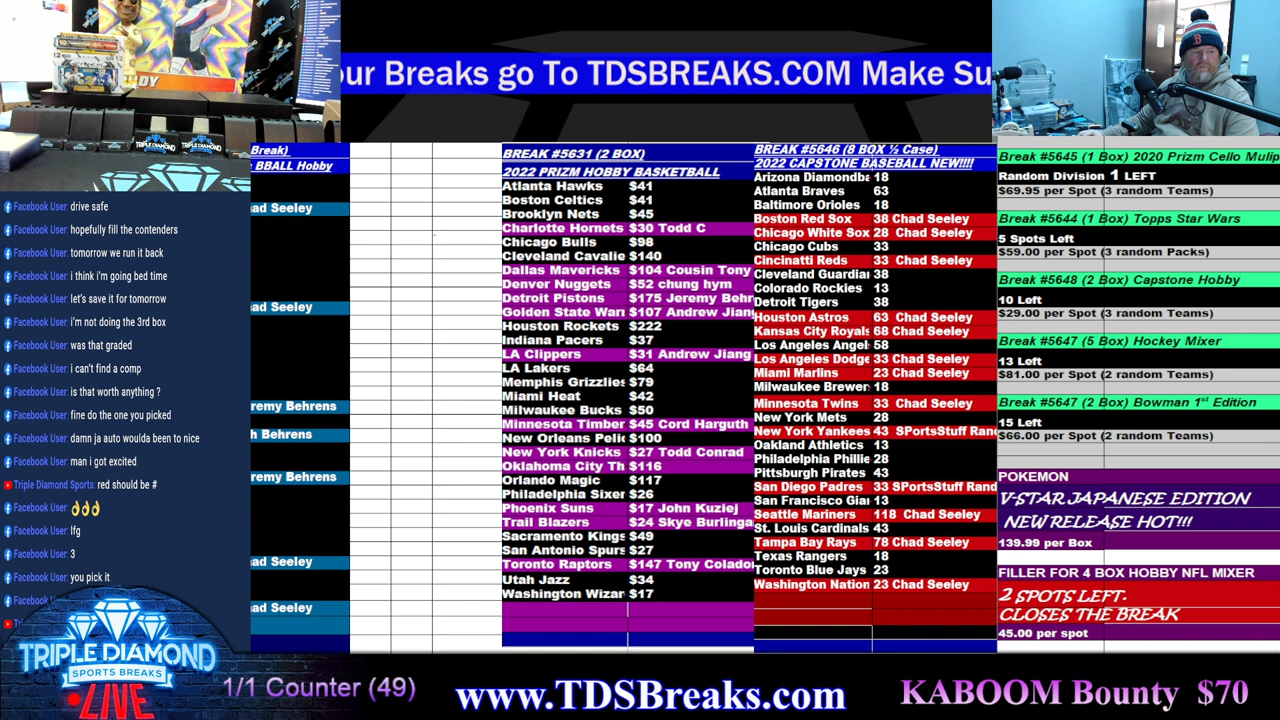 DY
our Breaks go To TDSBREAKS.COM Make Su
Facebook User: drive safe
Facebook User: hopefully fill the contenders
Facebook User: tomorrow we run it back
Facebook User: i think i'm going bed time
Facebook User: let's save it for tomorrow
Facebook User: i'm not doing the 3rd box
Facebook User: was that graded
Facebook User: i can't find a comp
Facebook User: is that worth anything ?
Facebook User: fine do the one you picked
Facebook User: damn ja auto woulda been to nice
Facebook User: man i got excited
Triple Diamond Sports: red should be #
Facebook User: 👌👌👌
Facebook User: lfg
Facebook User: 3
Facebook User: you pick it
Facebook
Break)
BBALL Hobby
ad Seeley
ad Seeley
remy Behrens
h Behrens
remy Behrens
ad Seeley
ad Seeley
BREAK #5631 (2 BOX)
2022 PRIZM HOBBY BASKETBALL
Atlanta Hawks $41
Boston Celtics $41
Brooklyn Nets $45
Charlotte Hornets $30 Todd C
Chicago Bulls $98
Cleveland Cavalie $140
Dallas Mavericks $104 Cousin Tony
Denver Nuggets $52 chung hym
Detroit Pistons $175 Jeremy Behr
Golden State Warr $107 Andrew Jiang
Houston Rockets $222
Indiana Pacers $37
LA Clippers $31 Andrew Jiang
LA Lakers $64
Memphis Grizzlies $79
Miami Heat $42
Milwaukee Bucks $50
Minnesota Timber $45 Cord Harguth
New Orleans Pelic $100
New York Knicks $27 Todd Conrad
Oklahoma City Th $116
Orlando Magic $117
Philadelphia Sixer $26
Phoenix Suns $17 John Kuziej
Trail Blazers $24 Skye Burlinga
Sacramento Kings $49
San Antonio Spurs $27
Toronto Raptors $147 Tony Colado
Utah Jazz $34
Washington Wizar $17
BREAK #5646 (8 BOX ½ Case)
2022 CAPSTONE BASEBALL NEW!!!!
Arizona Diamondba 18
Atlanta Braves 63
Baltimore Orioles 18
Boston Red Sox 38 Chad Seeley
Chicago White Sox 28 Chad Seeley
Chicago Cubs 33
Cincinatti Reds 33 Chad Seeley
Cleveland Guardian 38
Colorado Rockies 13
Detroit Tigers 38
Houston Astros 63 Chad Seeley
Kansas City Royals 68 Chad Seeley
Los Angeles Angel 58
Los Angeles Dodge 33 Chad Seeley
Miami Marlins 23 Chad Seeley
Milwaukee Brewer 18
Minnesota Twins 33 Chad Seeley
New York Mets 28
New York Yankees 43 SPortsStuff Rand
Oakland Athletics 13
Philadelphia Phillie 28
Pittsburgh Pirates 43
San Diego Padres 33 SPortsStuff Rand
San Francisco Gian 13
Seattle Mariners 118 Chad Seeley
St. Louis Cardinals 43
Tampa Bay Rays 78 Chad Seeley
Texas Rangers 18
Toronto Blue Jays 23
Washington Nation 23 Chad Seeley
Break #5645 (1 Box) 2020 Prizm Cello Mulip
Random Division 1 LEFT
$69.95 per Spot (3 random Teams)
Break #5644 (1 Box) Topps Star Wars
5 Spots Left
$59.00 per Spot (3 random Packs)
Break #5648 (2 Box) Capstone Hobby
10 Left
$29.00 per Spot (3 random Teams)
Break #5647 (5 Box) Hockey Mixer
13 Left
$81.00 per Spot (2 random Teams)
Break #5647 (2 Box) Bowman 1st Edition
15 Left
$66.00 per Spot (2 random Teams)
POKEMON
V-STAR JAPANESE EDITION
NEW RELEASE HOT!!!
139.99 per Box
FILLER FOR 4 BOX HOBBY NFL MIXER
2 SPOTS LEFT.
CLOSES THE BREAK
45.00 per spot
TRIPLE DIAMOND
SPORTS BREAKS
LIVE
1/1 Counter (49)
www.TDSBreaks.com
KABOOM Bounty $70